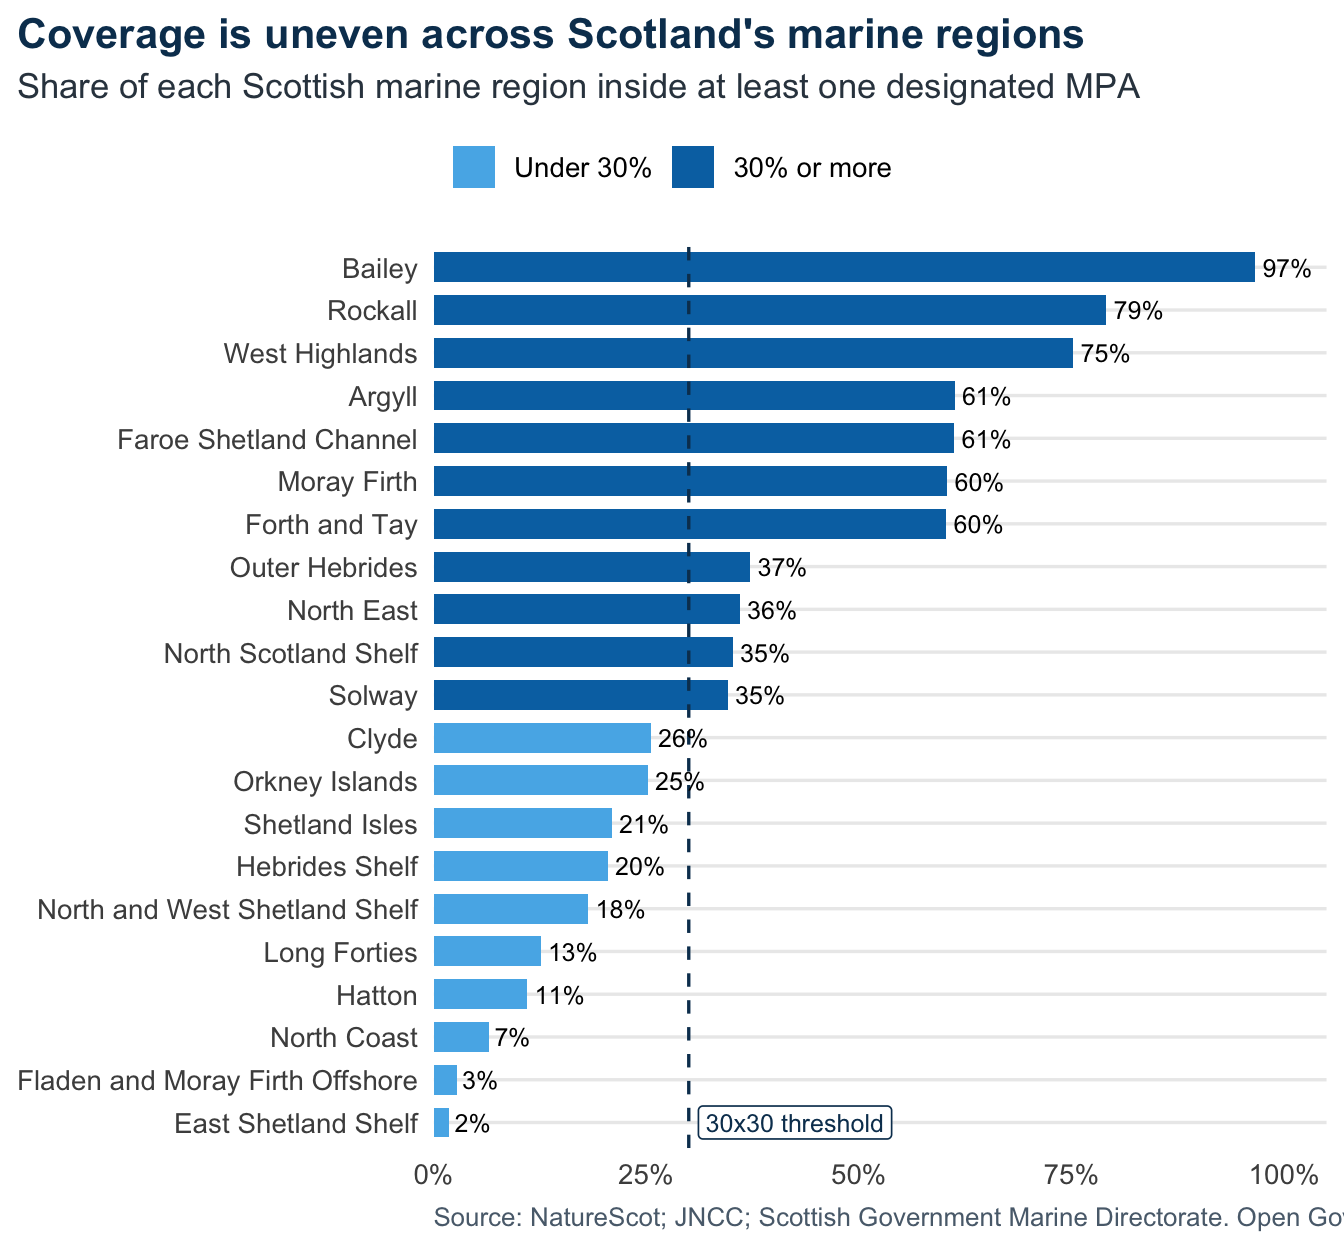 Coverage is uneven across Scotland's marine regions
Share of each Scottish marine region inside at least one designated MPA
Under 30% 30% or more
Bailey 97%
Rockall 79%
West Highlands 75%
Argyll 61%
Faroe Shetland Channel 61%
Moray Firth 60%
Forth and Tay 60%
Outer Hebrides 37%
North East 36%
North Scotland Shelf 35%
Solway 35%
Clyde 26%
Orkney Islands 25%
Shetland Isles 21%
Hebrides Shelf 20%
North and West Shetland Shelf 18%
Long Forties 13%
Hatton 11%
North Coast 7%
Fladen and Moray Firth Offshore 3%
East Shetland Shelf 2% 30x30 threshold
0% 25% 50% 75% 100%
Source: NatureScot; JNCC; Scottish Government Marine Directorate. Open